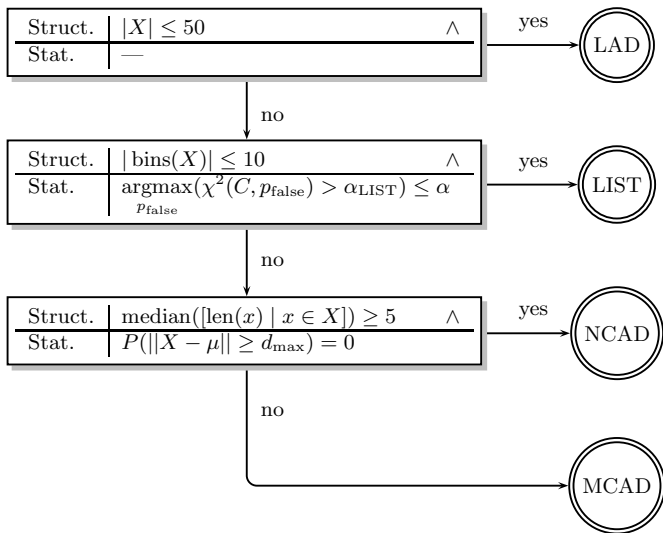 Struct. |X| ≤ 50 ∧
Stat. —
yes
LAD
no
Struct. | bins(X)| ≤ 10 ∧
Stat. argmax(χ²(C, p_false) > α_LIST) ≤ α
p_false
yes
LIST
no
Struct. median([len(x) | x ∈ X]) ≥ 5 ∧
Stat. P(||X − μ|| ≥ d_max) = 0
yes
NCAD
no
MCAD